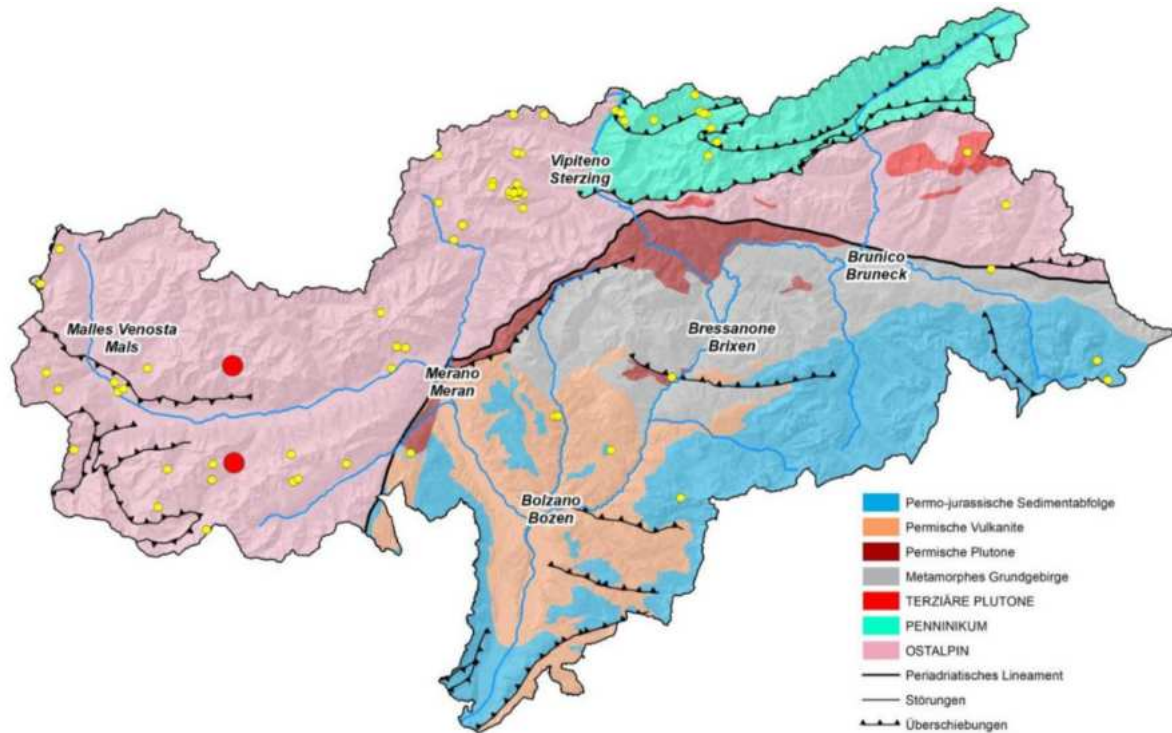 Vipiteno
Sterzing
Brunico
Bruneck
Malles Venosta
Mals
Bressanone
Brixen
Merano
Meran
Bolzano
Bozen
Permo-jurassische Sedimentabfolge
Permische Vulkanite
Permische Plutone
Metamorphes Grundgebirge
TERZIÄRE PLUTONE
PENNINIKUM
OSTALPIN
Periadriatisches Lineament
Störungen
Überschiebungen